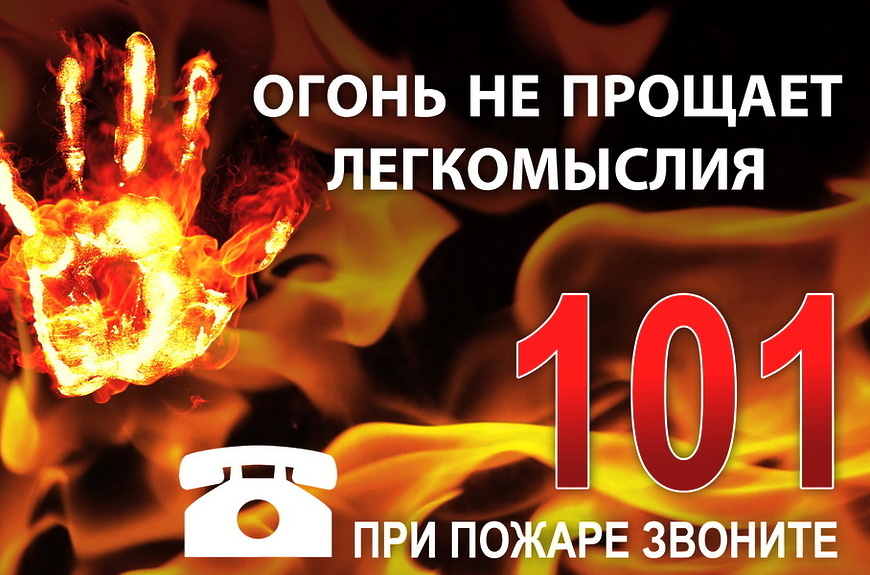 ОГОНЬ НЕ ПРОЩАЕТ
ЛЕГКОМЫСЛИЯ
101
ПРИ ПОЖАРЕ ЗВОНИТЕ